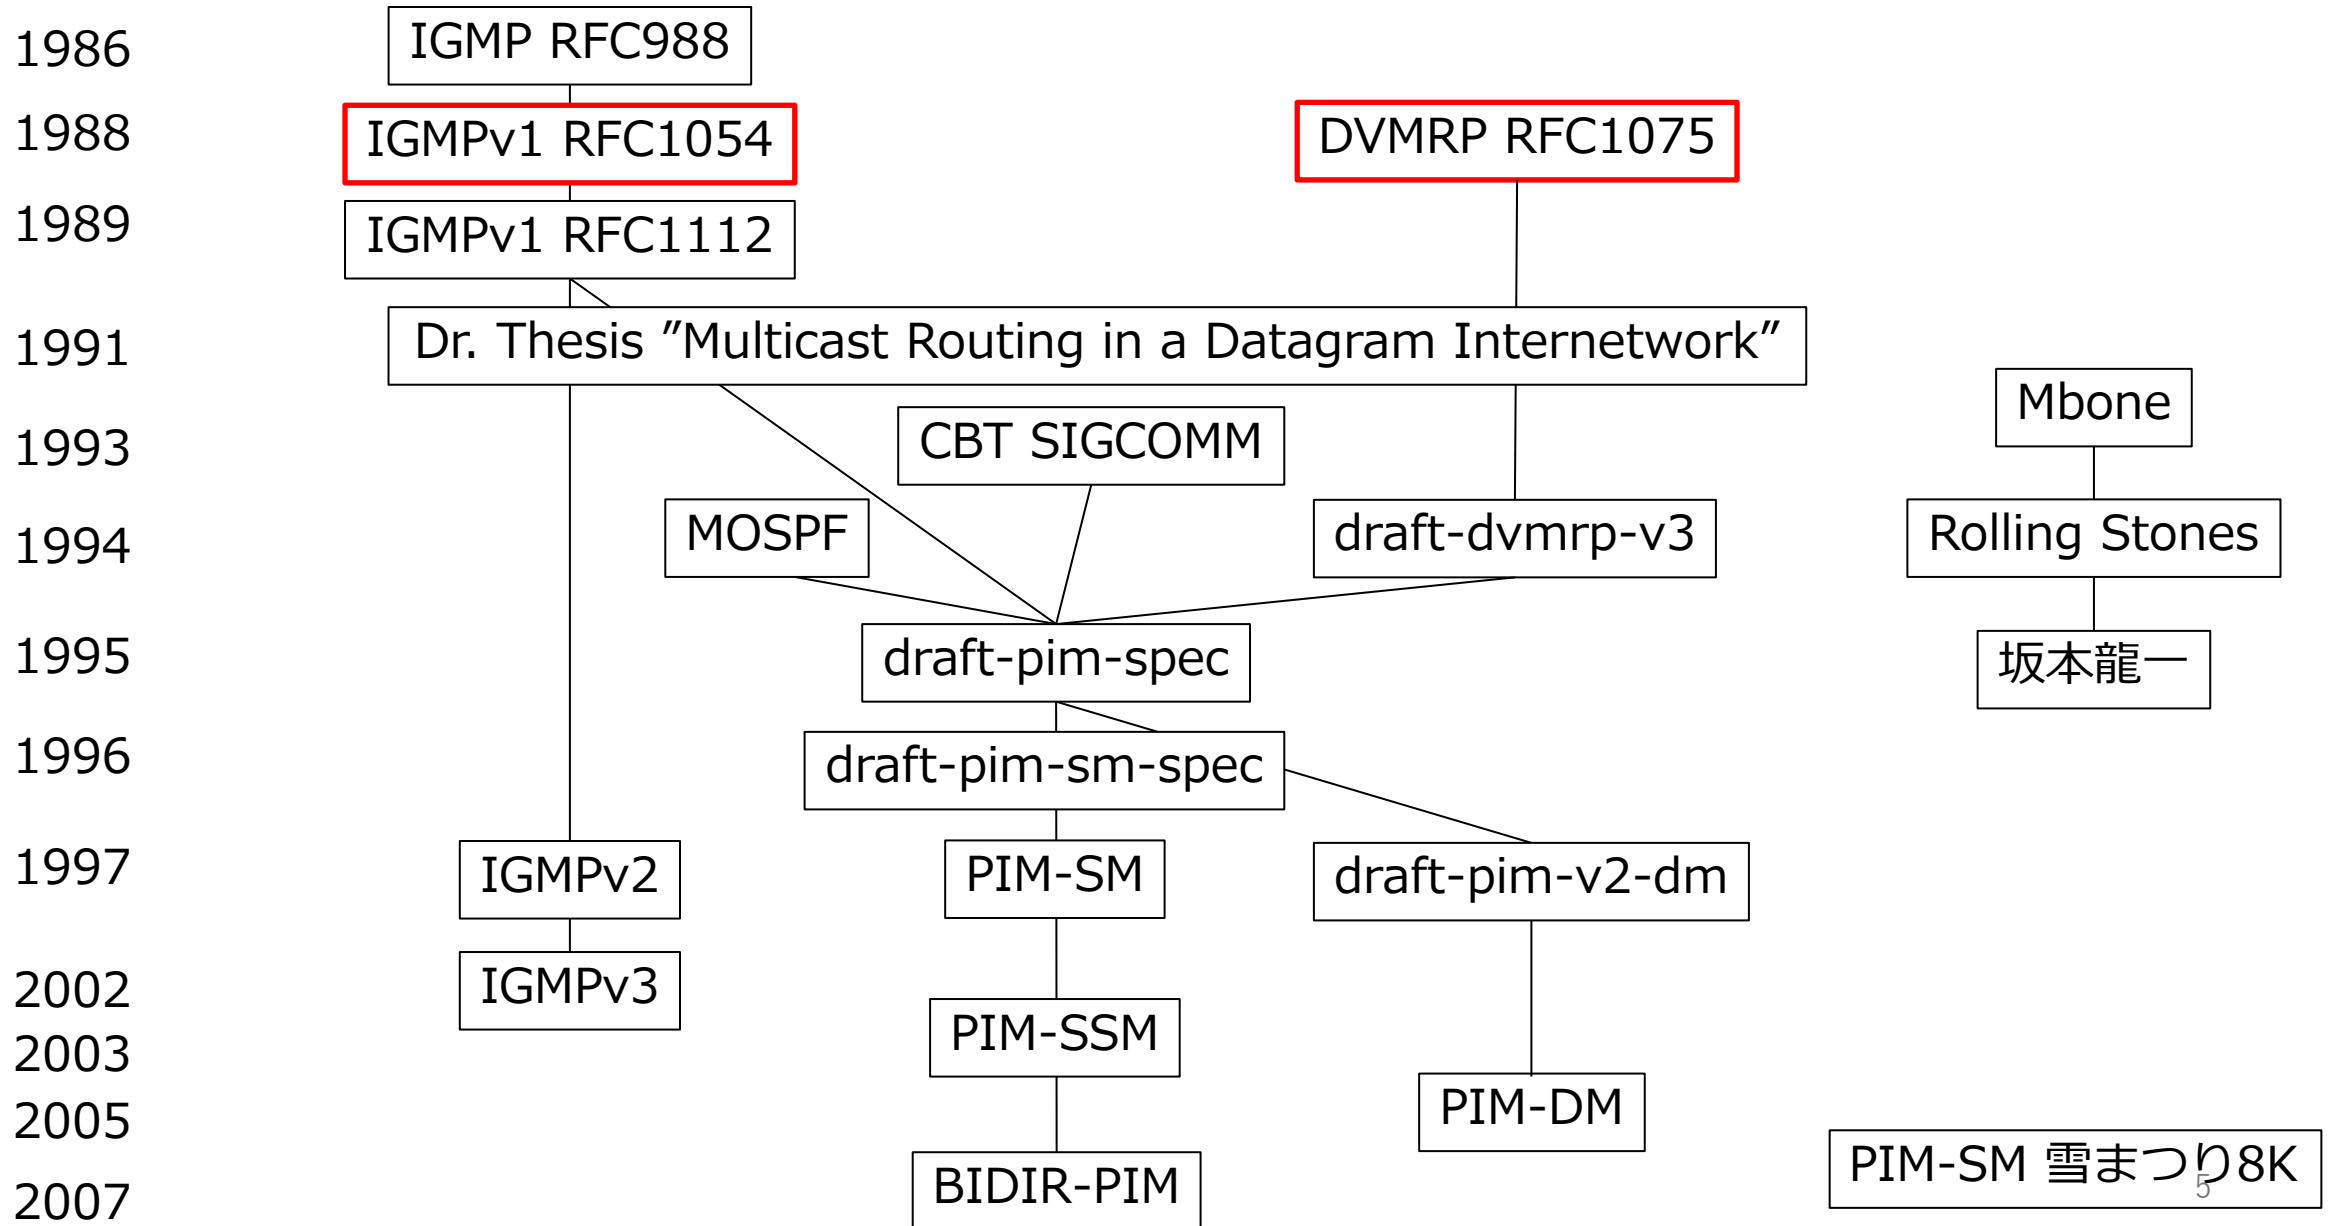 1986
IGMP RFC988
1988
IGMPv1 RFC1054
DVMRP RFC1075
1989
IGMPv1 RFC1112
1991
Dr. Thesis ”Multicast Routing in a Datagram Internetwork”
Mbone
1993
CBT SIGCOMM
1994
MOSPF
draft-dvmrp-v3
Rolling Stones
1995
draft-pim-spec
坂本龍一
1996
draft-pim-sm-spec
1997
IGMPv2
PIM-SM
draft-pim-v2-dm
2002
IGMPv3
PIM-SSM
2003
2005
PIM-DM
PIM-SM 雪まつり8K
2007
BIDIR-PIM
5